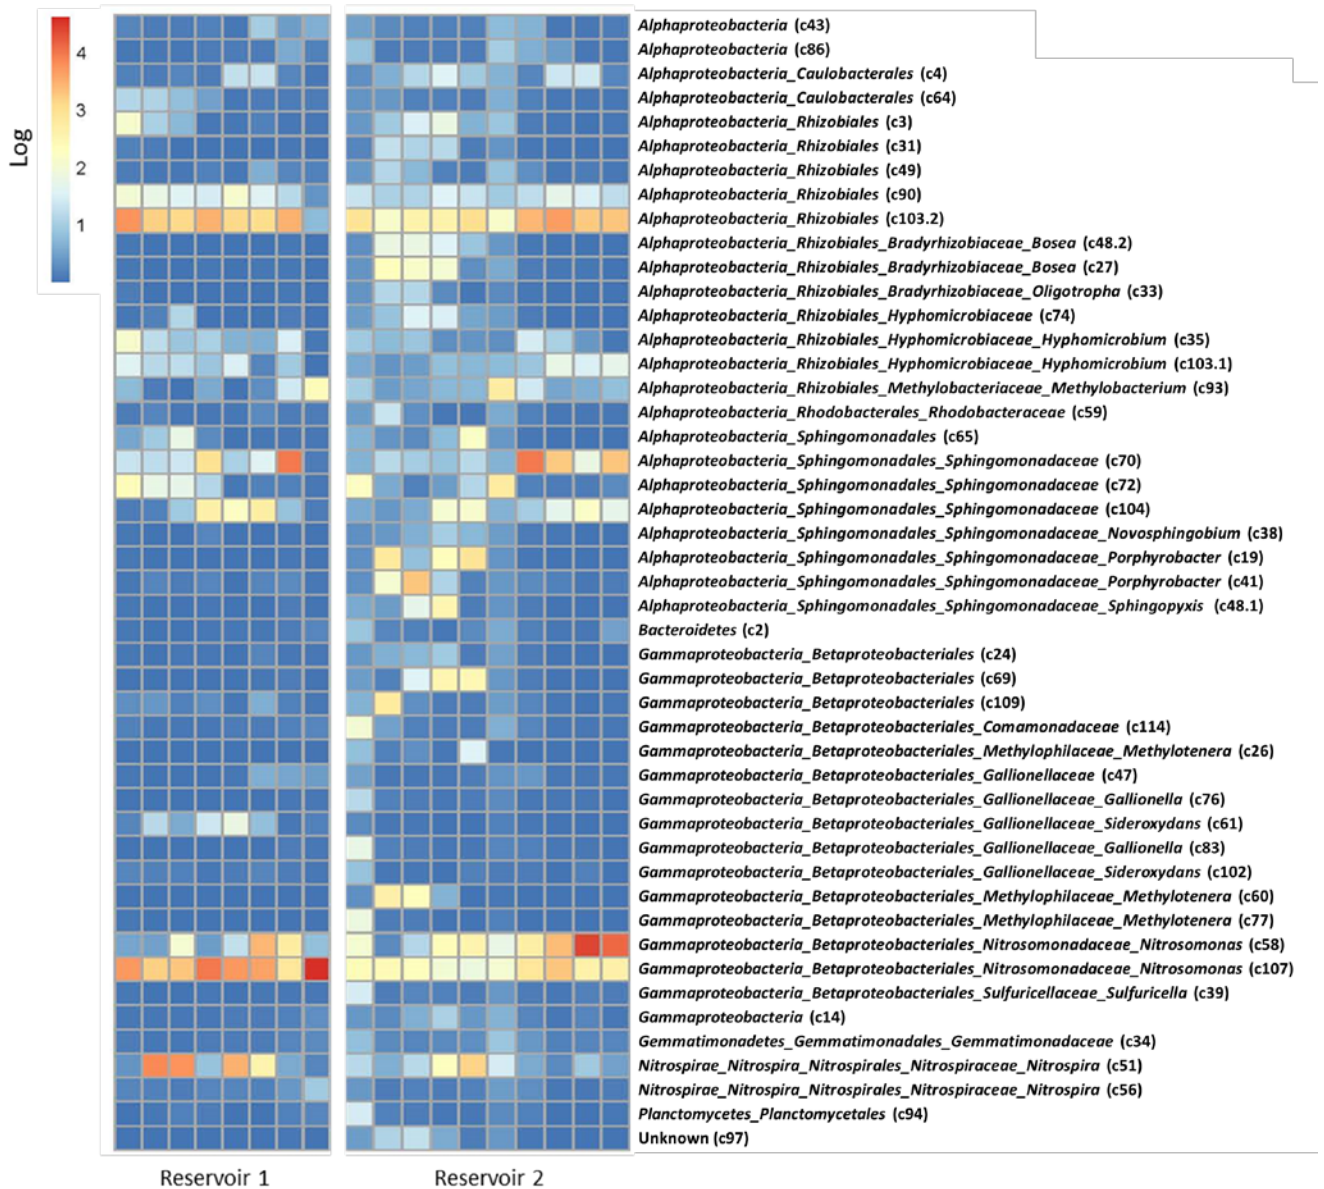 Log
4
3
2
1
Alphaproteobacteria (c43)
Alphaproteobacteria (c86)
Alphaproteobacteria_Caulobacterales (c4)
Alphaproteobacteria_Caulobacterales (c64)
Alphaproteobacteria_Rhizobiales (c3)
Alphaproteobacteria_Rhizobiales (c31)
Alphaproteobacteria_Rhizobiales (c49)
Alphaproteobacteria_Rhizobiales (c90)
Alphaproteobacteria_Rhizobiales (c103.2)
Alphaproteobacteria_Rhizobiales_Bradyrhizobiaceae_Bosea (c48.2)
Alphaproteobacteria_Rhizobiales_Bradyrhizobiaceae_Bosea (c27)
Alphaproteobacteria_Rhizobiales_Bradyrhizobiaceae_Oligotropha (c33)
Alphaproteobacteria_Rhizobiales_Hyphomicrobiaceae (c74)
Alphaproteobacteria_Rhizobiales_Hyphomicrobiaceae_Hyphomicrobium (c35)
Alphaproteobacteria_Rhizobiales_Hyphomicrobiaceae_Hyphomicrobium (c103.1)
Alphaproteobacteria_Rhizobiales_Methylobacteriaceae_Methylobacterium (c93)
Alphaproteobacteria_Rhodobacterales_Rhodobacteraceae (c59)
Alphaproteobacteria_Sphingomonadales (c65)
Alphaproteobacteria_Sphingomonadales_Sphingomonadaceae (c70)
Alphaproteobacteria_Sphingomonadales_Sphingomonadaceae (c72)
Alphaproteobacteria_Sphingomonadales_Sphingomonadaceae (c104)
Alphaproteobacteria_Sphingomonadales_Sphingomonadaceae_Novosphingobium (c38)
Alphaproteobacteria_Sphingomonadales_Sphingomonadaceae_Porphyrobacter (c19)
Alphaproteobacteria_Sphingomonadales_Sphingomonadaceae_Porphyrobacter (c41)
Alphaproteobacteria_Sphingomonadales_Sphingomonadaceae_Sphingopyxis (c48.1)
Bacteroidetes (c2)
Gammaproteobacteria_Betaproteobacteriales (c24)
Gammaproteobacteria_Betaproteobacteriales (c69)
Gammaproteobacteria_Betaproteobacteriales (c109)
Gammaproteobacteria_Betaproteobacteriales_Comamonadaceae (c114)
Gammaproteobacteria_Betaproteobacteriales_Methylophilaceae_Methylotenera (c26)
Gammaproteobacteria_Betaproteobacteriales_Gallionellaceae (c47)
Gammaproteobacteria_Betaproteobacteriales_Gallionellaceae_Gallionella (c76)
Gammaproteobacteria_Betaproteobacteriales_Gallionellaceae_Sideroxydans (c61)
Gammaproteobacteria_Betaproteobacteriales_Gallionellaceae_Gallionella (c83)
Gammaproteobacteria_Betaproteobacteriales_Gallionellaceae_Sideroxydans (c102)
Gammaproteobacteria_Betaproteobacteriales_Methylophilaceae_Methylotenera (c60)
Gammaproteobacteria_Betaproteobacteriales_Methylophilaceae_Methylotenera (c77)
Gammaproteobacteria_Betaproteobacteriales_Nitrosomonadaceae_Nitrosomonas (c58)
Gammaproteobacteria_Betaproteobacteriales_Nitrosomonadaceae_Nitrosomonas (c107)
Gammaproteobacteria_Betaproteobacteriales_Sulfuricellaceae_Sulfuricella (c39)
Gammaproteobacteria (c14)
Gemmatimonadetes_Gemmatimonadales_Gemmatimonadaceae (c34)
Nitrospirae_Nitrospira_Nitrospirales_Nitrospiraceae_Nitrospira (c51)
Nitrospirae_Nitrospira_Nitrospirales_Nitrospiraceae_Nitrospira (c56)
Planctomycetes_Planctomycetales (c94)
Unknown (c97)
Reservoir 1
Reservoir 2